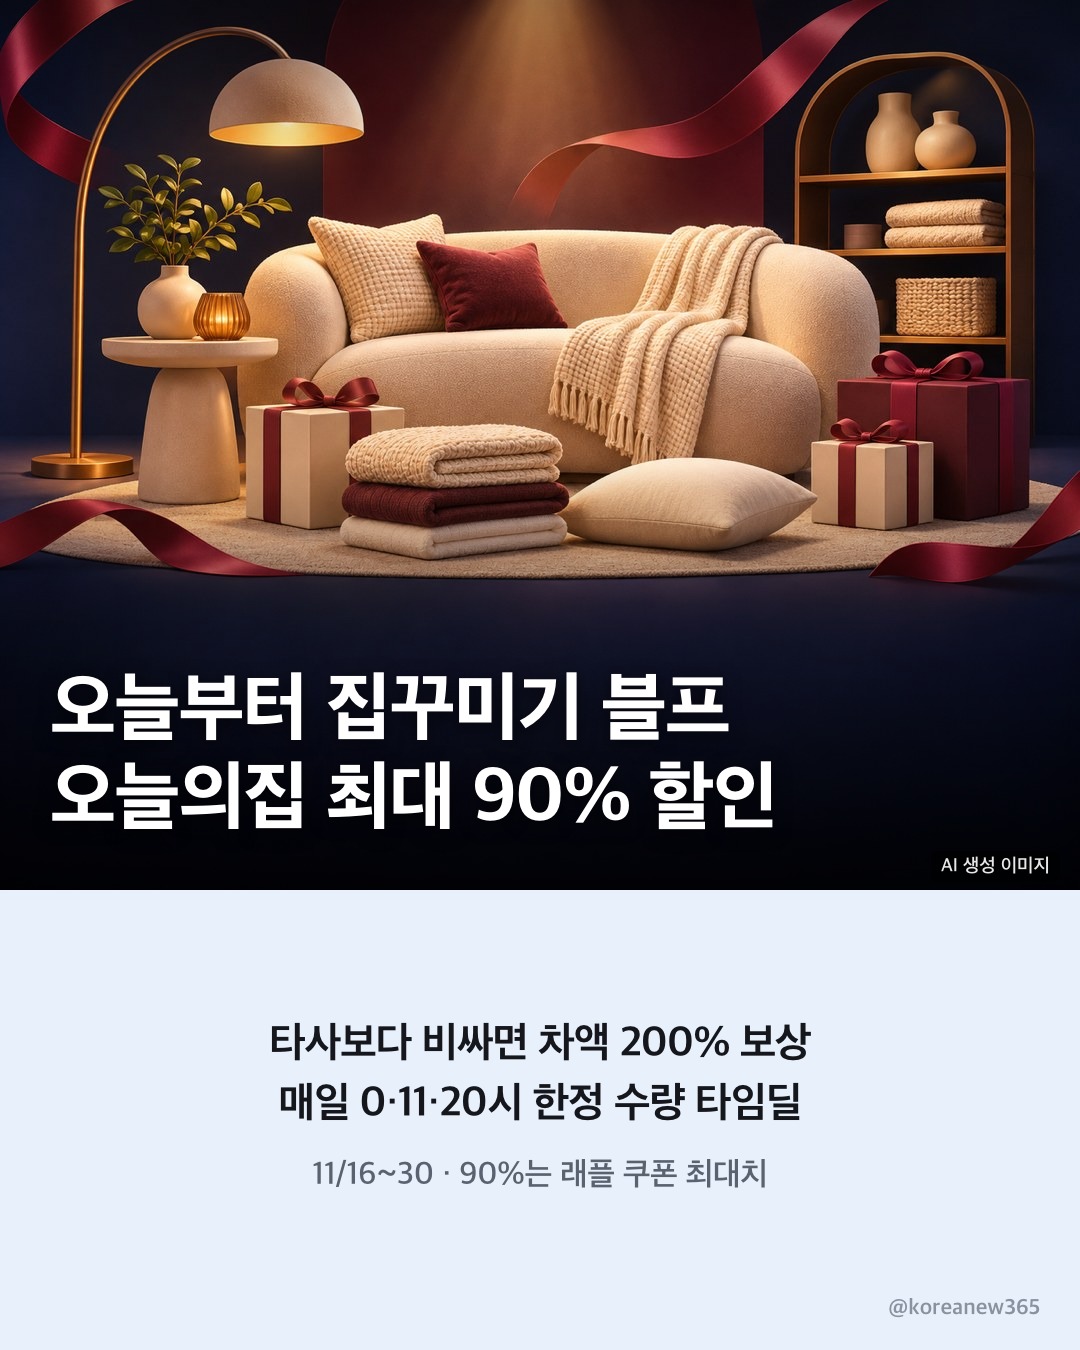 오늘부터 집꾸미기 블프
오늘의집 최대 90% 할인
AI 생성 이미지
타사보다 비싸면 차액 200% 보상
매일 0·11·20시 한정 수량 타임딜
11/16~30 · 90%는 래플 쿠폰 최대치
@koreanew365